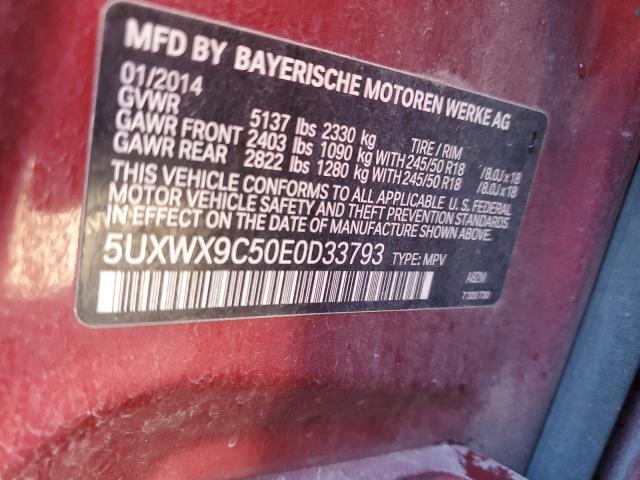 MFD BY BAYERISCHE MOTOREN WERKE AG
01/2014
GVWR 5137 lbs 2330 kg TIRE / RIM
GAWR FRONT 2403 lbs 1090 kg WITH 245/50 R18 /8.0J x 18
GAWR REAR 2822 lbs 1280 kg WITH 245/50 R18 /8.0J x 18
THIS VEHICLE CONFORMS TO ALL APPLICABLE U.S. FEDERAL
MOTOR VEHICLE SAFETY AND THEFT PREVENTION STANDARDS
IN EFFECT ON THE DATE OF MANUFACTURE SHOWN ABOVE.
5UXWX9C50E0D33793 TYPE: MPV
A82M